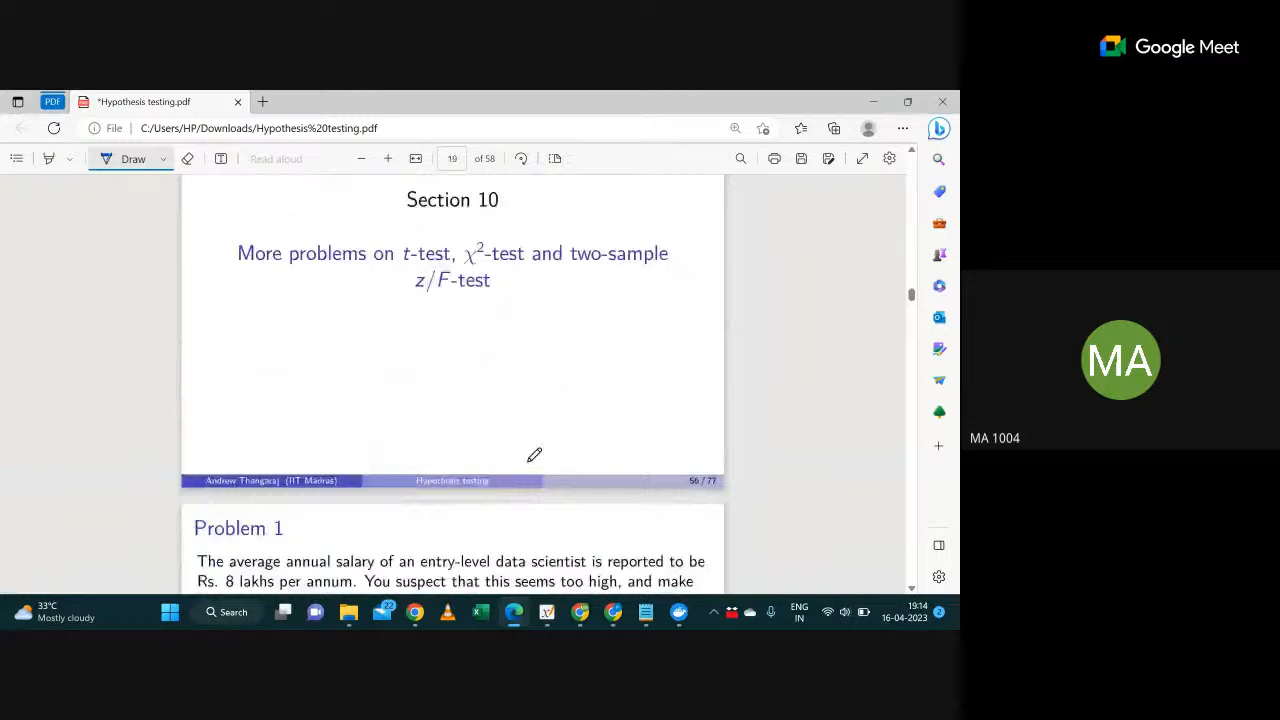 Google Meet
PDF
*Hypothesis testing.pdf
File
C:/Users/HP/Downloads/Hypothesis%20testing.pdf
Draw
Read aloud
19 of 58
Section 10
More problems on t-test, χ²-test and two-sample
z/F-test
Andrew Thangaraj (IIT Madras)
Hypothesis testing
56 / 77
Problem 1
The average annual salary of an entry-level data scientist is reported to be
Rs. 8 lakhs per annum. You suspect that this seems too high, and make
MA
MA 1004
33°C
Mostly cloudy
Search
22
ENG
IN
19:14
16-04-2023
2